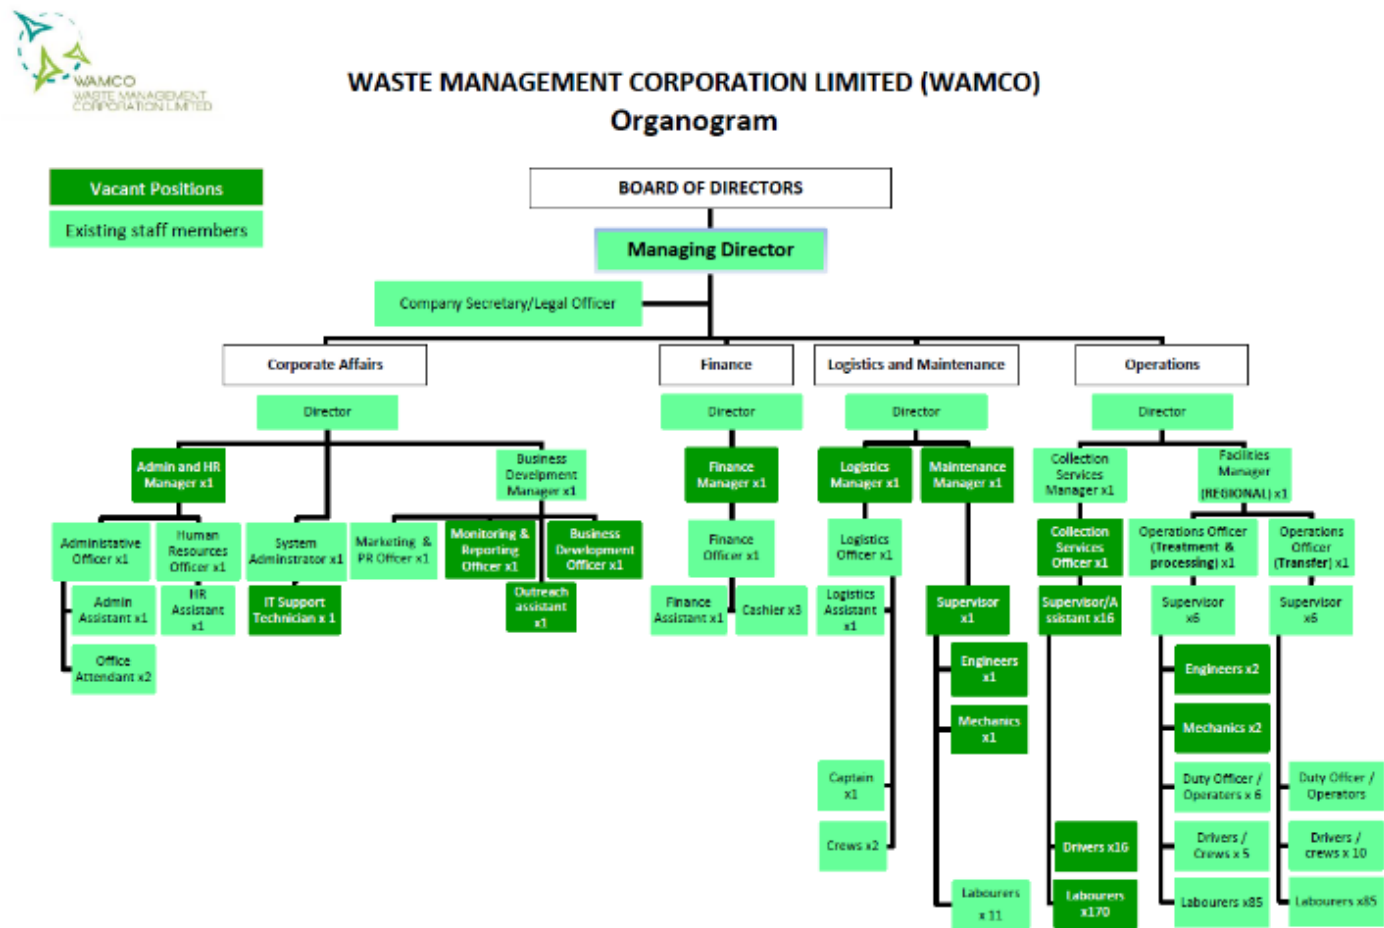 WAMCO
WASTE MANAGEMENT
CORPORATION LIMITED
WASTE MANAGEMENT CORPORATION LIMITED (WAMCO)
Organogram
Vacant Positions
Existing staff members
BOARD OF DIRECTORS
Managing Director
Company Secretary/Legal Officer
Corporate Affairs
Finance
Logistics and Maintenance
Operations
Director
Director
Director
Director
Admin and HR
Manager x1
Business
Develpment
Manager x1
Finance
Manager x1
Logistics
Manager x1
Maintenance
Manager x1
Collection
Services
Manager x1
Facilities
Manager
(REGIONAL) x1
Administative
Officer x1
Human
Resources
Officer x1
System
Adminstrator x1
Marketing &
PR Officer x1
Monitoring &
Reporting
Officer x1
Business
Development
Officer x1
Finance
Officer x1
Logistics
Officer x1
Collection
Services
Officer x1
Operations Officer
(Treatment &
processing) x1
Operations
Officer
(Transfer) x1
Admin
Assistant x1
HR
Assistant
x1
IT Support
Technician x 1
Outreach
assistant
x1
Finance
Assistant x1
Cashier x3
Logistics
Assistant
x1
Supervisor
x1
Supervisor/A
ssistant x16
Supervisor
x6
Supervisor
x6
Office
Attendant x2
Engineers
x1
Engineers x2
Mechanics
x1
Mechanics x2
Captain
x1
Duty Officer /
Operaters x 6
Duty Offcer /
Operators
Crews x2
Drivers x16
Drivers /
Crews x 5
Drivers /
crews x 10
Labourers
x 11
Labourers
x170
Labourers x85
Labourers x85